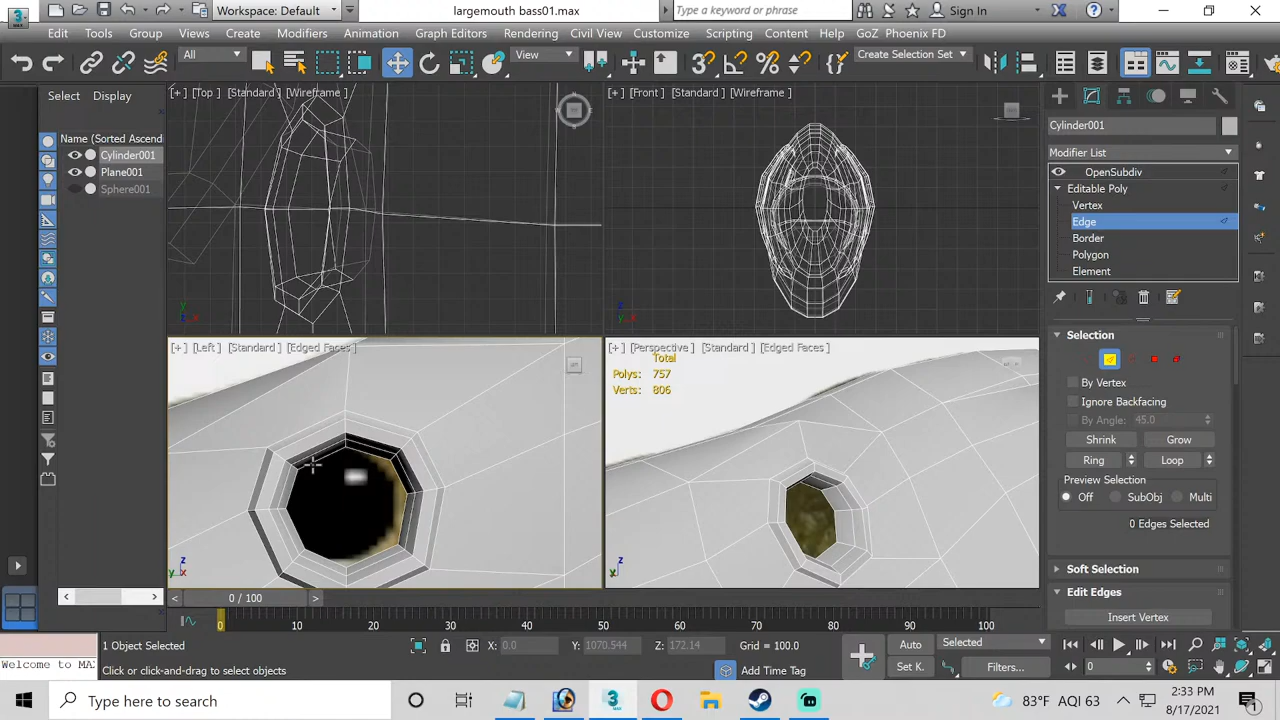 Workspace: Default
largemouth bass01.max
Type a keyword or phrase
Sign In
Edit Tools Group Views Create Modifiers Animation Graph Editors Rendering Civil View Customize Scripting Content Help GoZ Phoenix FD
All
View
Create Selection Set
Select Display
Name (Sorted Ascend
Cylinder001
Plane001
Sphere001
[+] [Top] [Standard] [Wireframe]
[+] [Front] [Standard] [Wireframe]
[+] [Left] [Standard] [Edged Faces]
[+] [Perspective] [Standard] [Edged Faces]
Total
Polys: 757
Verts: 806
Cylinder001
Modifier List
OpenSubdiv
Editable Poly
Vertex
Edge
Border
Polygon
Element
Selection
By Vertex
Ignore Backfacing
By Angle: 45.0
Shrink Grow
Ring Loop
Preview Selection
Off SubObj Multi
0 Edges Selected
Soft Selection
Edit Edges
Insert Vertex
0 / 100
0 10 20 30 40 50 60 70 80 90 100
1 Object Selected
X: 0.0 Y: 1070.544 Z: 172.14 Grid = 100.0
Auto Selected
Welcome to MA
Click or click-and-drag to select objects
Add Time Tag
Set K. Filters...
0
Type here to search
83°F AQI 63
2:33 PM
8/17/2021